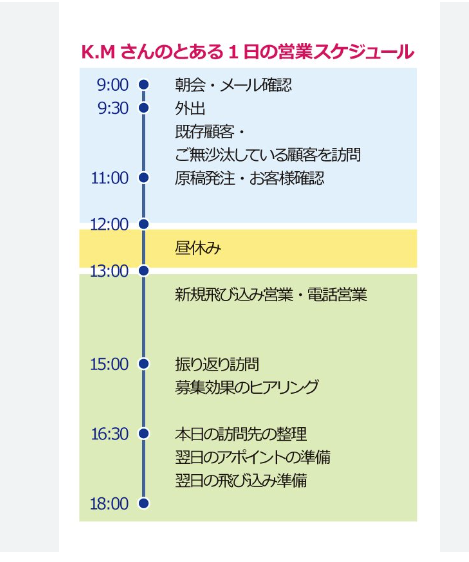 K.M さんのとある 1 日の営業スケジュール
9:00 朝会・メール確認
9:30 外出
既存顧客・
ご無沙汰している顧客を訪問
11:00 原稿発注・お客様確認
12:00
昼休み
13:00
新規飛び込み営業・電話営業
15:00 振り返り訪問
募集効果のヒアリング
16:30 本日の訪問先の整理
翌日のアポイントの準備
翌日の飛び込み準備
18:00